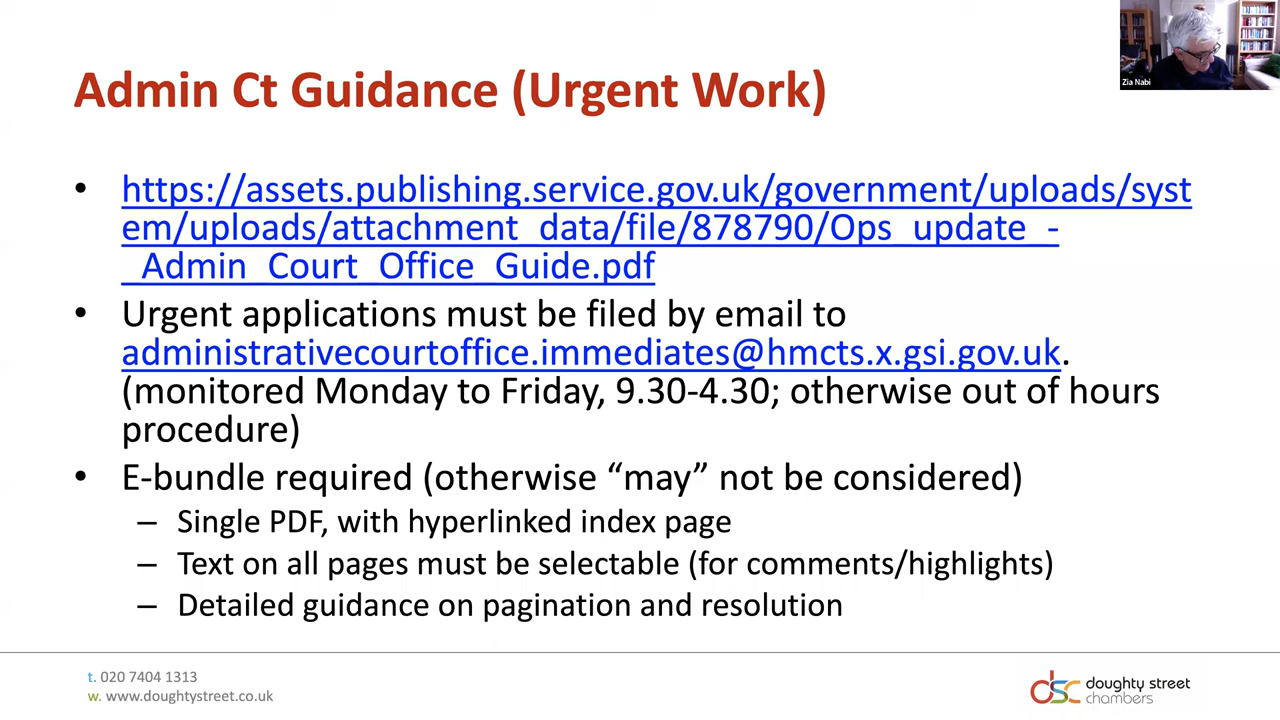 Admin Ct Guidance (Urgent Work)
Zia Nabi
• https://assets.publishing.service.gov.uk/government/uploads/syst
em/uploads/attachment_data/file/878790/Ops_update_-
_Admin_Court_Office_Guide.pdf
• Urgent applications must be filed by email to
administrativecourtoffice.immediates@hmcts.x.gsi.gov.uk.
(monitored Monday to Friday, 9.30-4.30; otherwise out of hours
procedure)
• E-bundle required (otherwise “may” not be considered)
– Single PDF, with hyperlinked index page
– Text on all pages must be selectable (for comments/highlights)
– Detailed guidance on pagination and resolution
t. 020 7404 1313
w. www.doughtystreet.co.uk
dsc doughty street
chambers